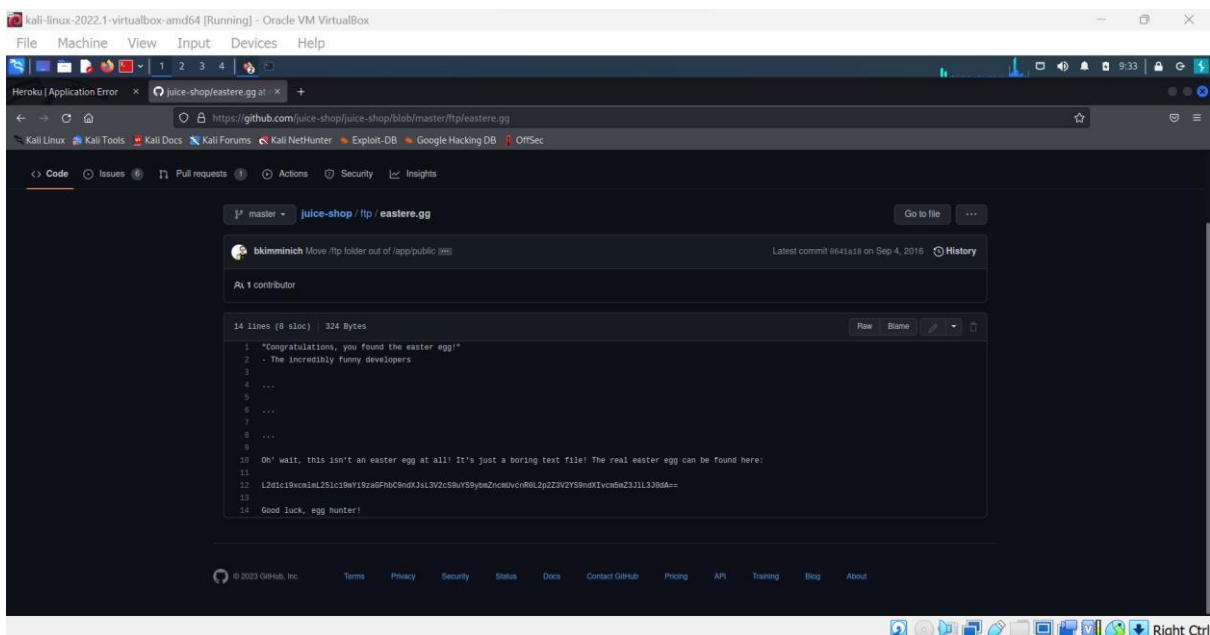 kali-linux-2022.1-virtualbox-amd64 [Running] - Oracle VM VirtualBox
File Machine View Input Devices Help
1 2 3 4 9:33
Heroku | Application Error × juice-shop/eastere.gg at × +
https://github.com/juice-shop/juice-shop/blob/master/ftp/eastere.gg
Kali Linux Kali Tools Kali Docs Kali Forums Kali NetHunter Exploit-DB Google Hacking DB OffSec
<> Code Issues 6 Pull requests 1 Actions Security Insights
master juice-shop / ftp / eastere.gg Go to file ...
bkimminich Move /ftp folder out of /app/public ... Latest commit 0641a18 on Sep 4, 2016 History
1 contributor
14 lines (8 sloc) 324 Bytes Raw Blame
1 "Congratulations, you found the easter egg!"
2 - The incredibly funny developers
3
4 ...
5
6 ...
7
8 ...
9
10 Oh' wait, this isn't an easter egg at all! It's just a boring text file! The real easter egg can be found here:
11
12
13
14 Good luck, egg hunter!
© 2023 GitHub, Inc. Terms Privacy Security Status Docs Contact GitHub Pricing API Training Blog About
Right Ctrl